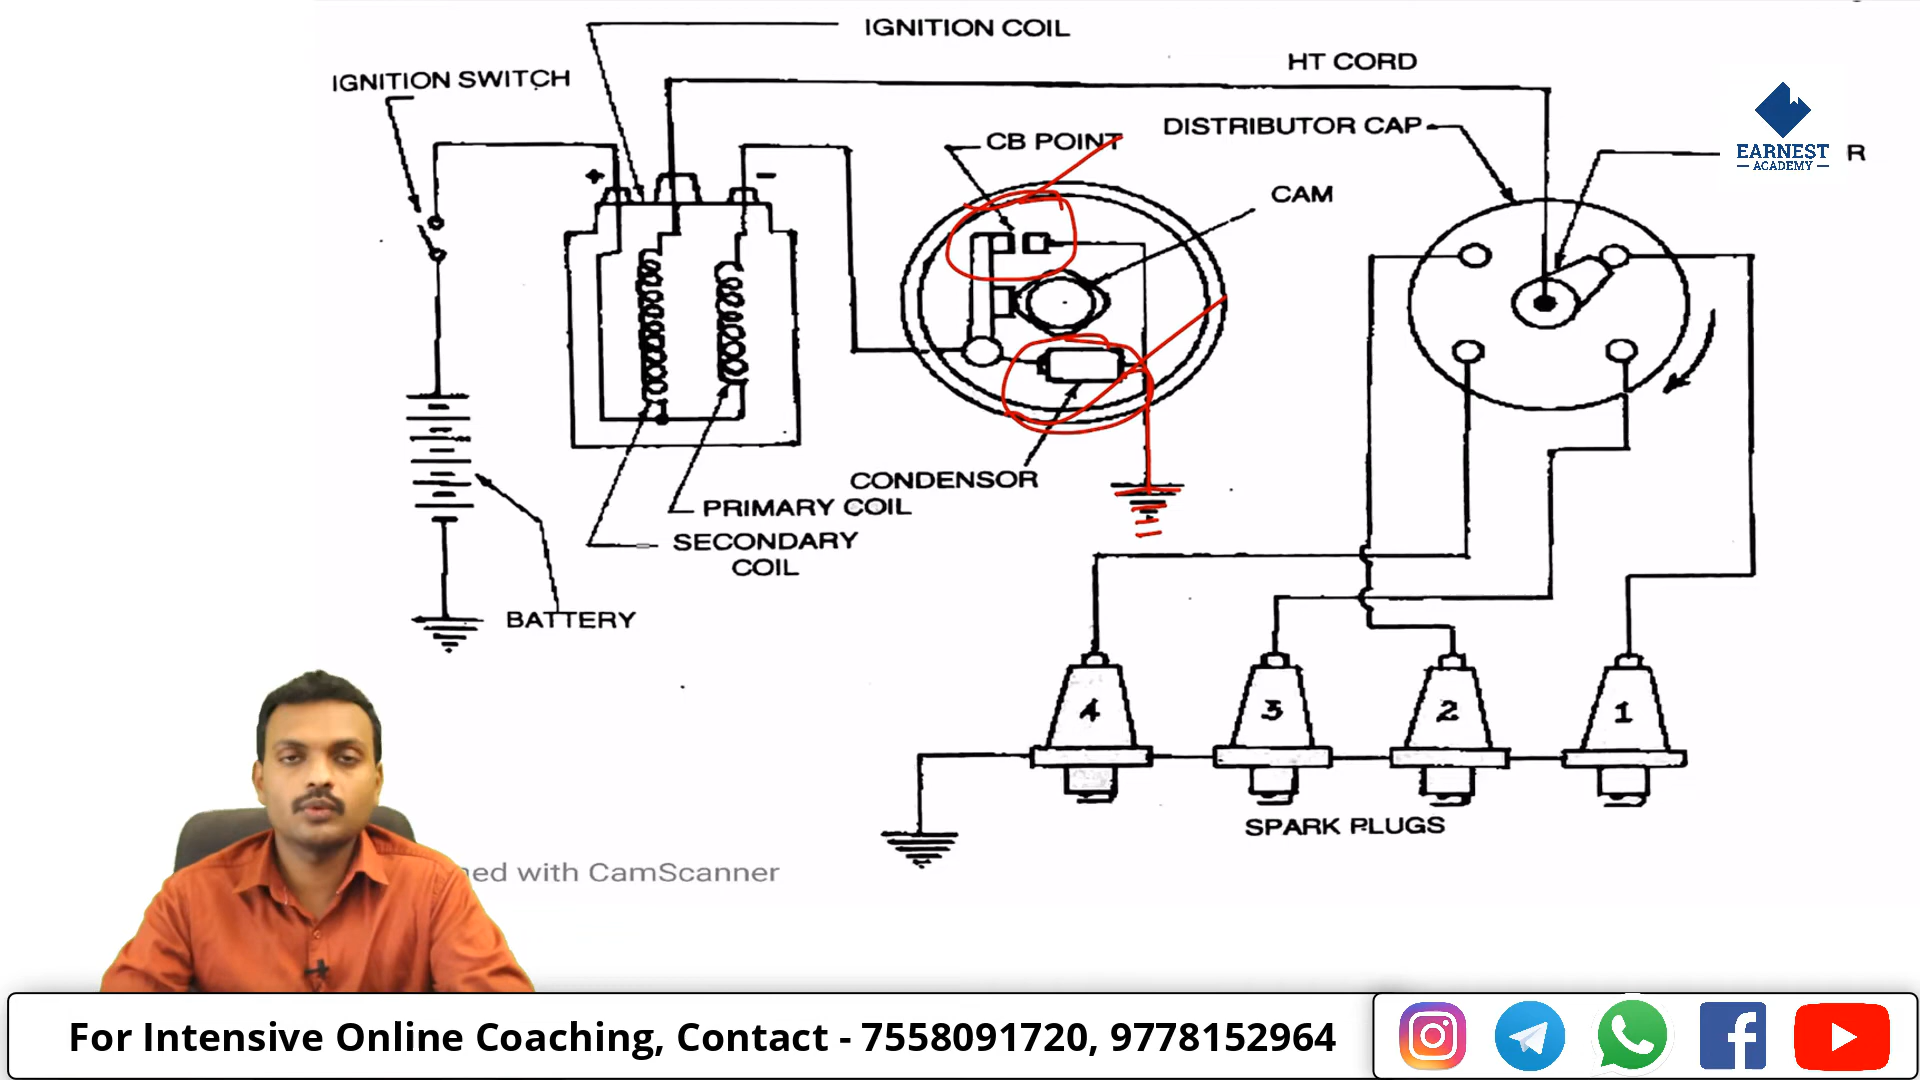 IGNITION COIL
HT CORD
IGNITION SWITCH
CB POINT
DISTRIBUTOR CAP
EARNEST
ACADEMY
R
+
–
CAM
CONDENSOR
PRIMARY COIL
SECONDARY
COIL
BATTERY
4
3
2
1
SPARK PLUGS
ned with CamScanner
For Intensive Online Coaching, Contact - 7558091720, 9778152964